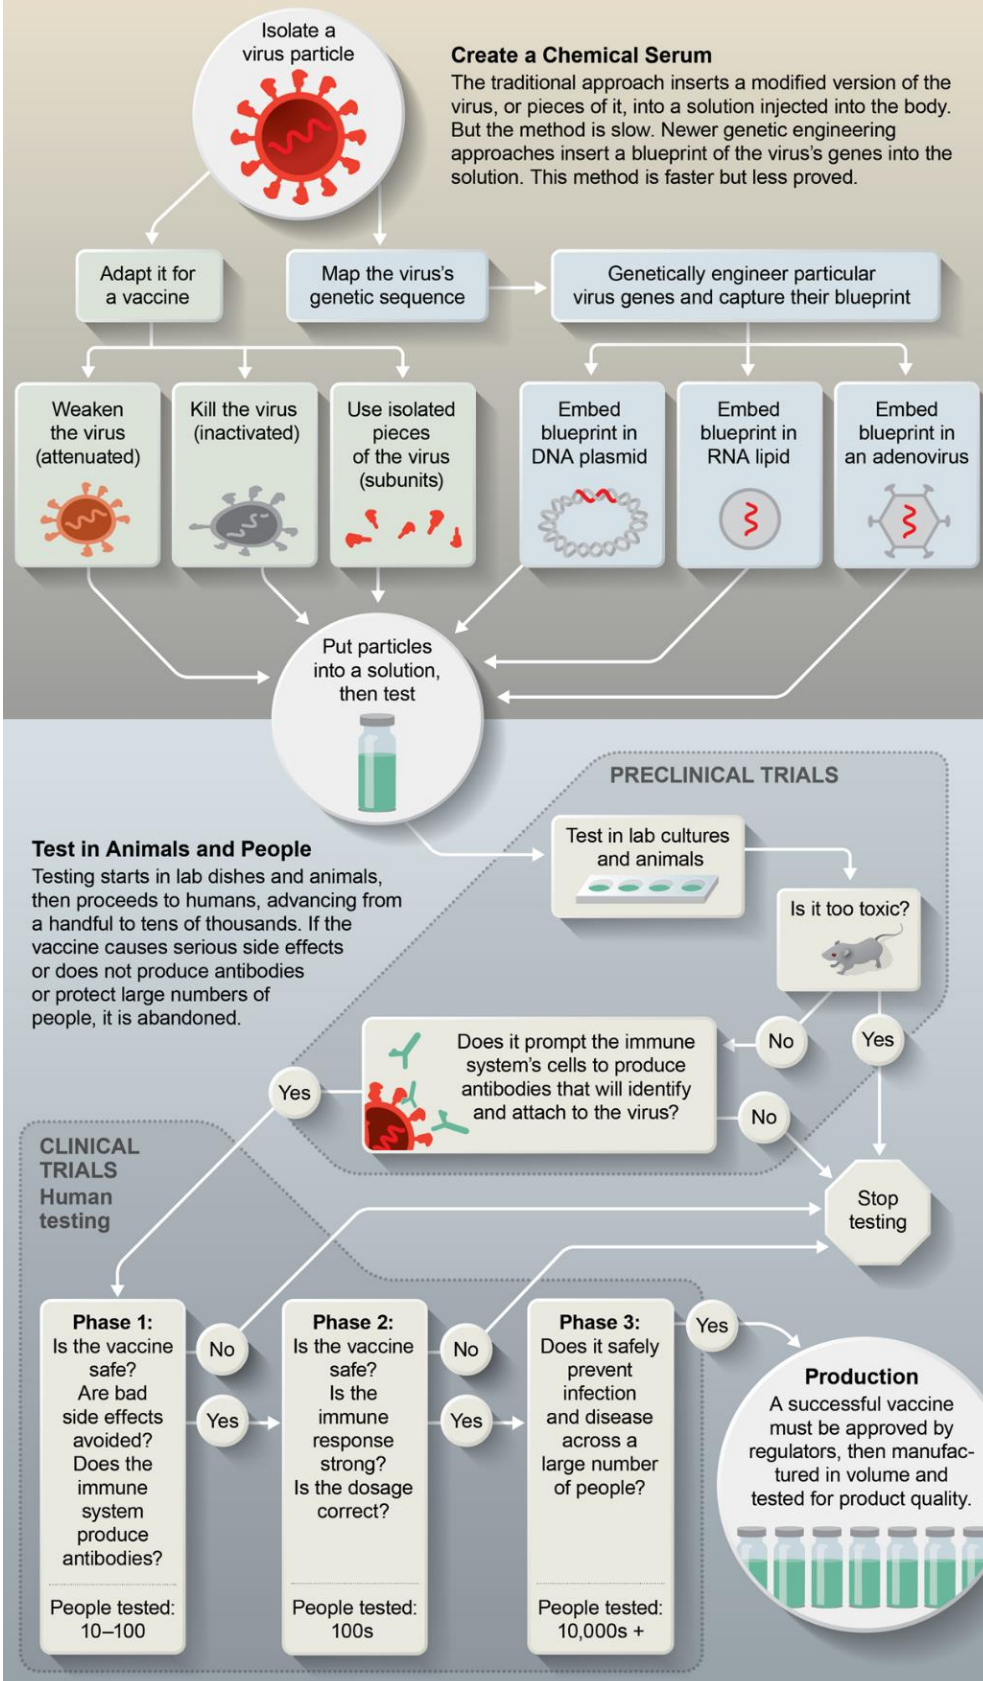 Isolate a
virus particle
Create a Chemical Serum
The traditional approach inserts a modified version of the
virus, or pieces of it, into a solution injected into the body.
But the method is slow. Newer genetic engineering
approaches insert a blueprint of the virus's genes into the
solution. This method is faster but less proved.
Adapt it for
a vaccine
Map the virus's
genetic sequence
Genetically engineer particular
virus genes and capture their blueprint
Weaken
the virus
(attenuated)
Kill the virus
(inactivated)
Use isolated
pieces
of the virus
(subunits)
Embed
blueprint in
DNA plasmid
Embed
blueprint in
RNA lipid
Embed
blueprint in
an adenovirus
Put particles
into a solution,
then test
PRECLINICAL TRIALS
Test in lab cultures
and animals
Test in Animals and People
Testing starts in lab dishes and animals,
then proceeds to humans, advancing from
a handful to tens of thousands. If the
vaccine causes serious side effects
or does not produce antibodies
or protect large numbers of
people, it is abandoned.
Is it too toxic?
No
Yes
Does it prompt the immune
system's cells to produce
antibodies that will identify
and attach to the virus?
Yes
No
CLINICAL
TRIALS
Human
testing
Stop
testing
Phase 1:
Is the vaccine
safe?
Are bad
side effects
avoided?
Does the
immune
system
produce
antibodies?
People tested:
10–100
No
Yes
Phase 2:
Is the vaccine
safe?
Is the
immune
response
strong?
Is the dosage
correct?
People tested:
100s
No
Yes
Phase 3:
Does it safely
prevent
infection
and disease
across a
large number
of people?
People tested:
10,000s +
Yes
Production
A successful vaccine
must be approved by
regulators, then manufac-
tured in volume and
tested for product quality.